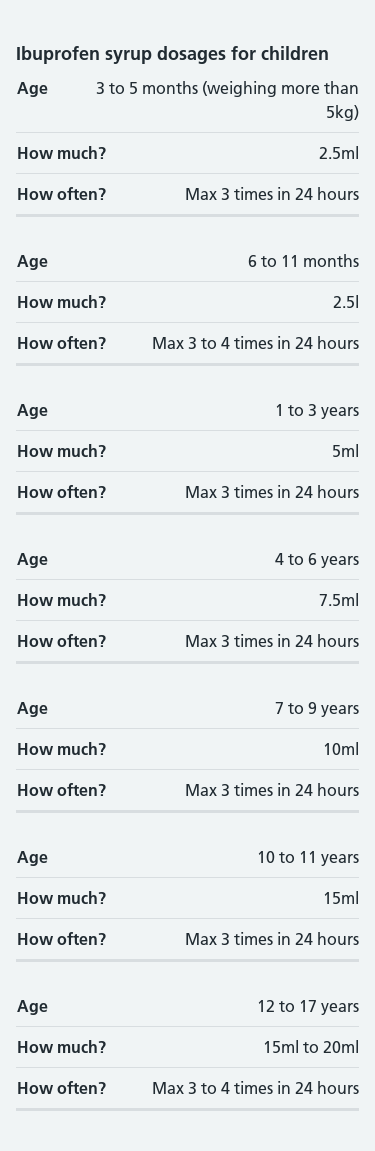 Ibuprofen syrup dosages for children
Age 3 to 5 months (weighing more than
5kg)
How much? 2.5ml
How often? Max 3 times in 24 hours
Age 6 to 11 months
How much? 2.5l
How often? Max 3 to 4 times in 24 hours
Age 1 to 3 years
How much? 5ml
How often? Max 3 times in 24 hours
Age 4 to 6 years
How much? 7.5ml
How often? Max 3 times in 24 hours
Age 7 to 9 years
How much? 10ml
How often? Max 3 times in 24 hours
Age 10 to 11 years
How much? 15ml
How often? Max 3 times in 24 hours
Age 12 to 17 years
How much? 15ml to 20ml
How often? Max 3 to 4 times in 24 hours